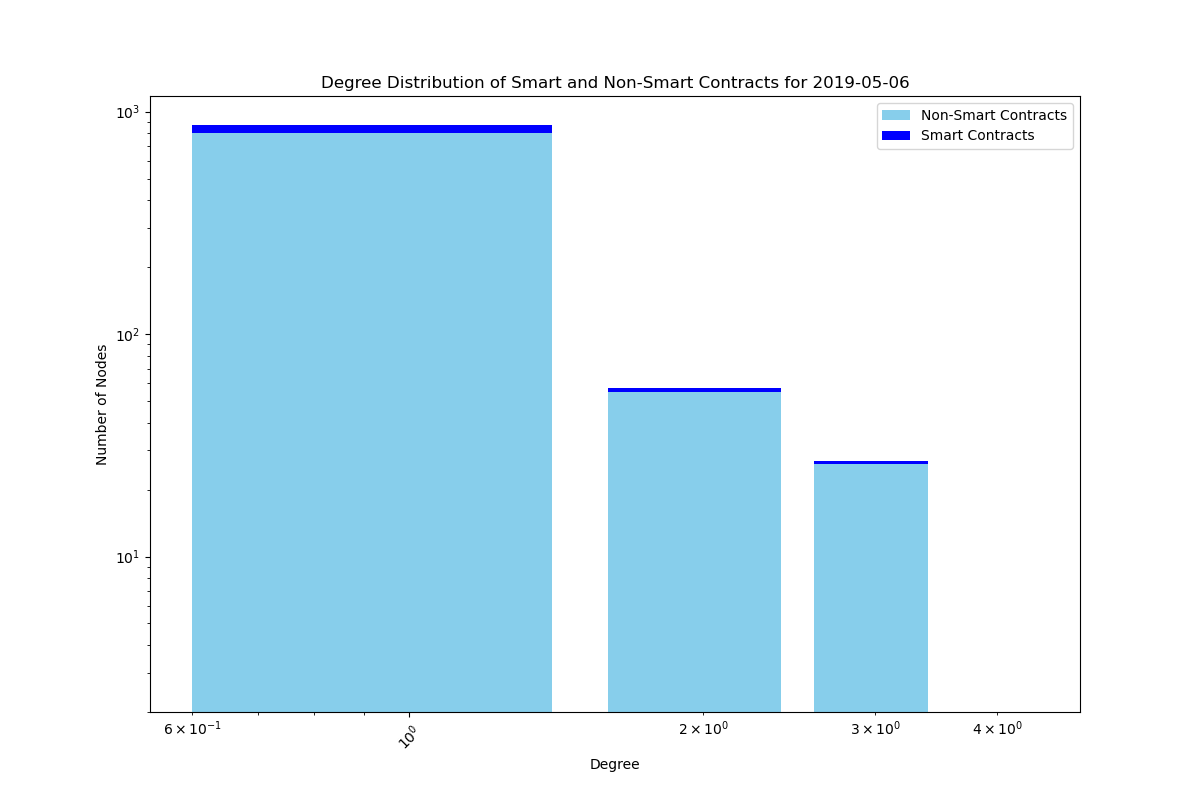 Degree Distribution of Smart and Non-Smart Contracts for 2019-05-06
Non-Smart Contracts
Smart Contracts
Number of Nodes
10³
10²
10¹
6 × 10⁻¹
10⁰
2 × 10⁰
3 × 10⁰
4 × 10⁰
Degree